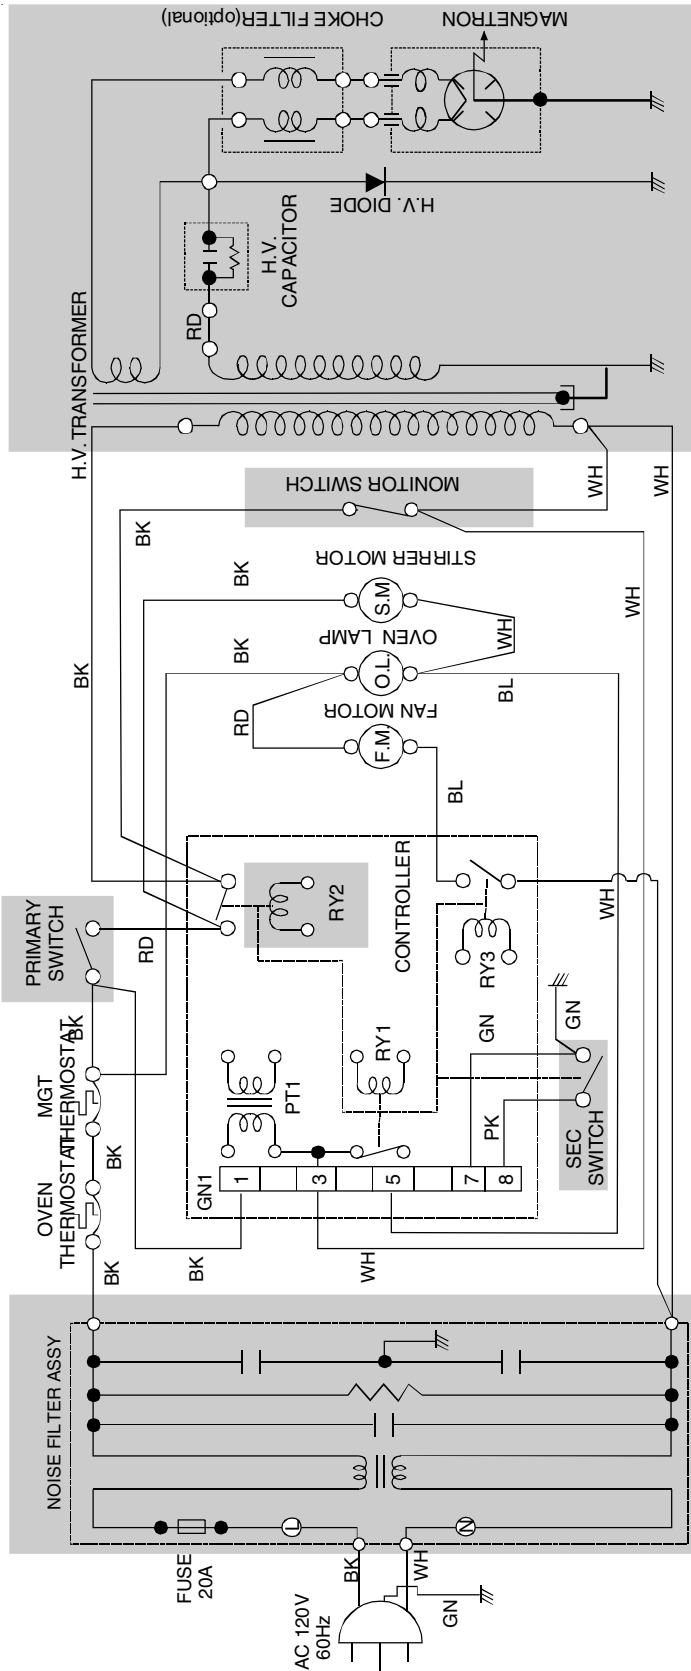 CHOKE FILTER(optional)
MAGNETRON
H.V. DIODE
H.V.
CAPACITOR
RD
H.V. TRANSFORMER
MONITOR SWITCH
WH
WH
BK
STIRRER MOTOR
BK
S.M
WH
WH
OVEN LAMP
BK
O.L.
BL
BK
FAN MOTOR
RD
F.M.
BL
PRIMARY
SWITCH
RD
RY2
CONTROLLER
WH
RY3
BK
MGT
THERMOSTAT
OVEN
THERMOSTAT
BK
BK
PT1
RY1
GN
GN
PK
SEC
SWITCH
GN1
1
3
5
7
8
BK
WH
NOISE FILTER ASSY
FUSE
20A
L
N
BK
WH
AC 120V
60Hz
GN